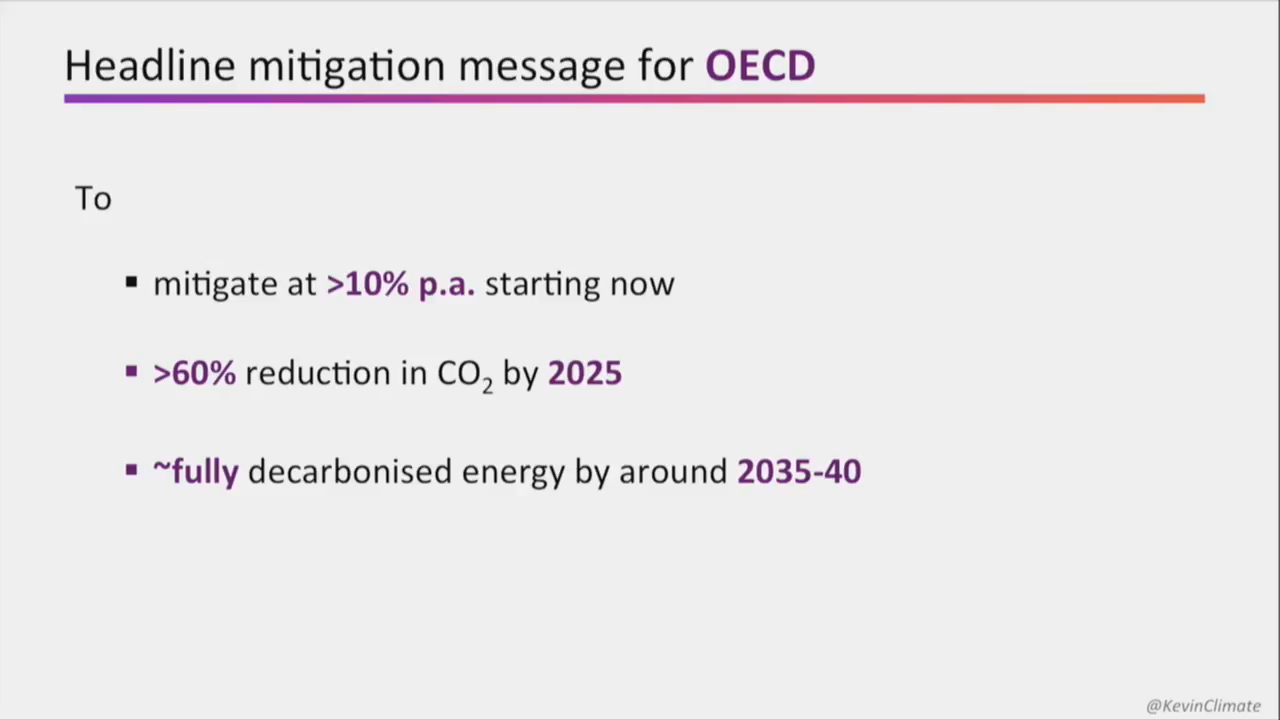 Headline mitigation message for OECD
To
▪ mitigate at >10% p.a. starting now
▪ >60% reduction in CO₂ by 2025
▪ ~fully decarbonised energy by around 2035-40
@KevinClimate